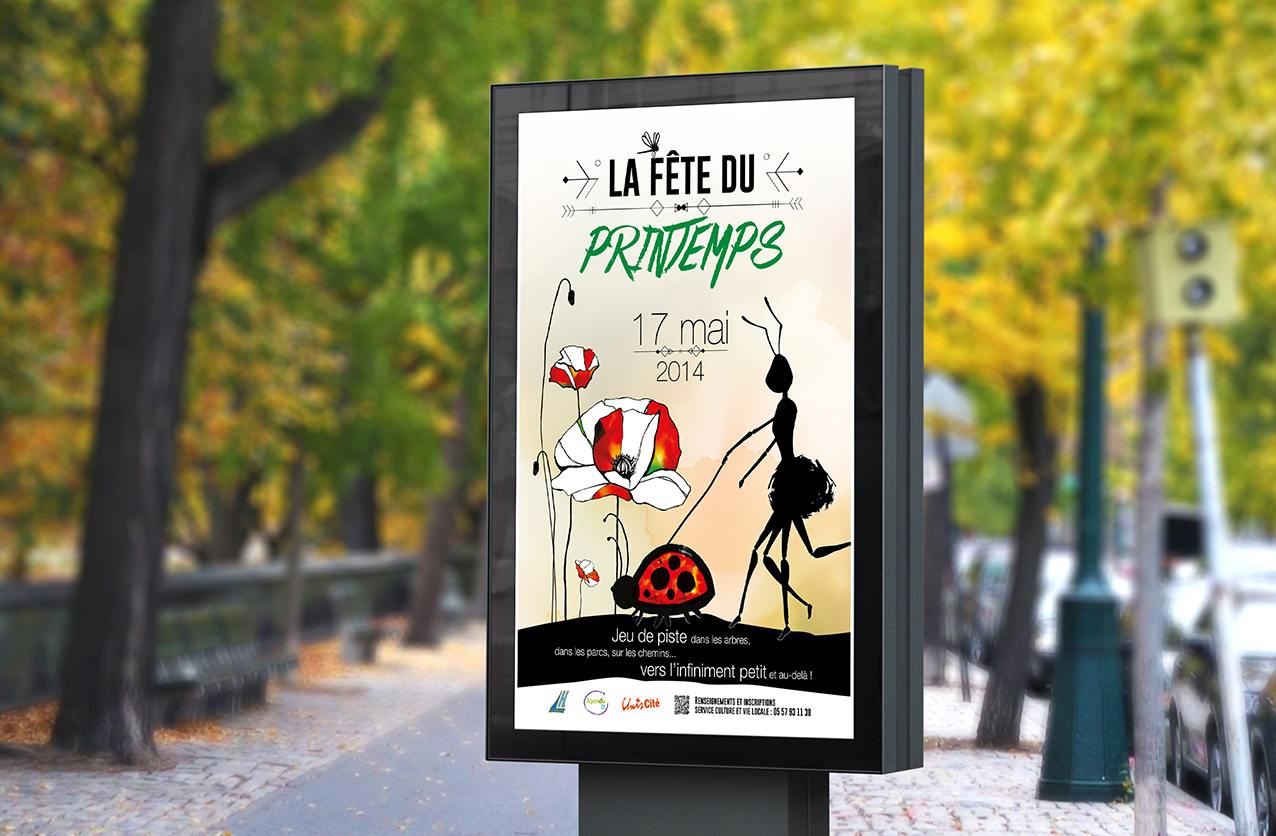 LA FÊTE DU
PRINTEMPS
17 mai
2014
Jeu de piste dans les arbres,
dans les parcs, sur les chemins...
vers l'infiniment petit et au-delà !
Agenda
Unis Cité
RENSEIGNEMENTS ET INSCRIPTIONS
SERVICE CULTURE ET VIE LOCALE : 05 57 93 11 38